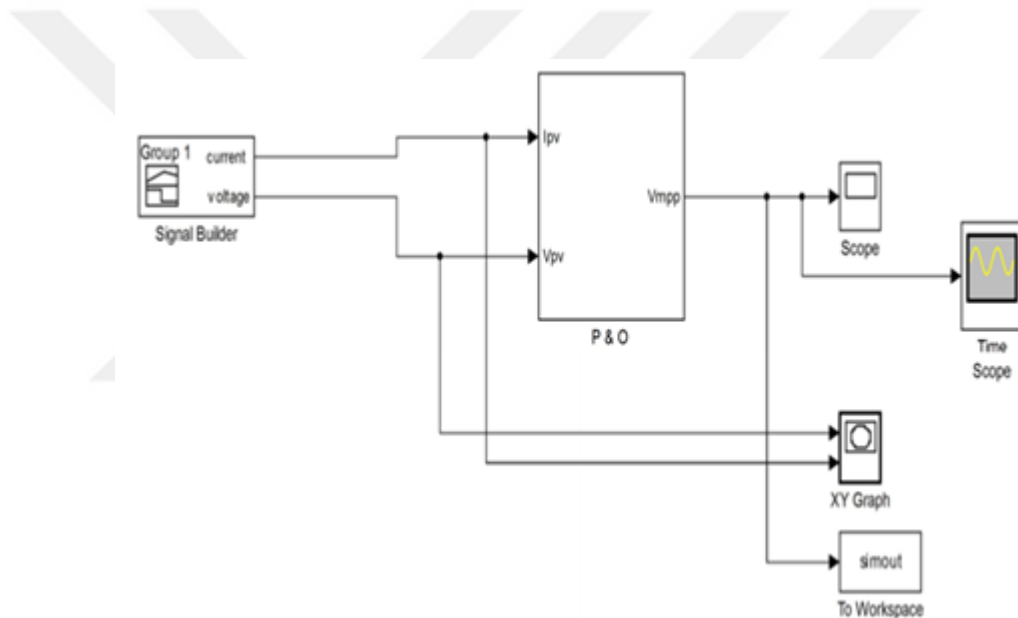 Group 1
current
voltage
Signal Builder
Ipv
Vpv
Vmpp
P & O
Scope
Time
Scope
XY Graph
simout
To Workspace